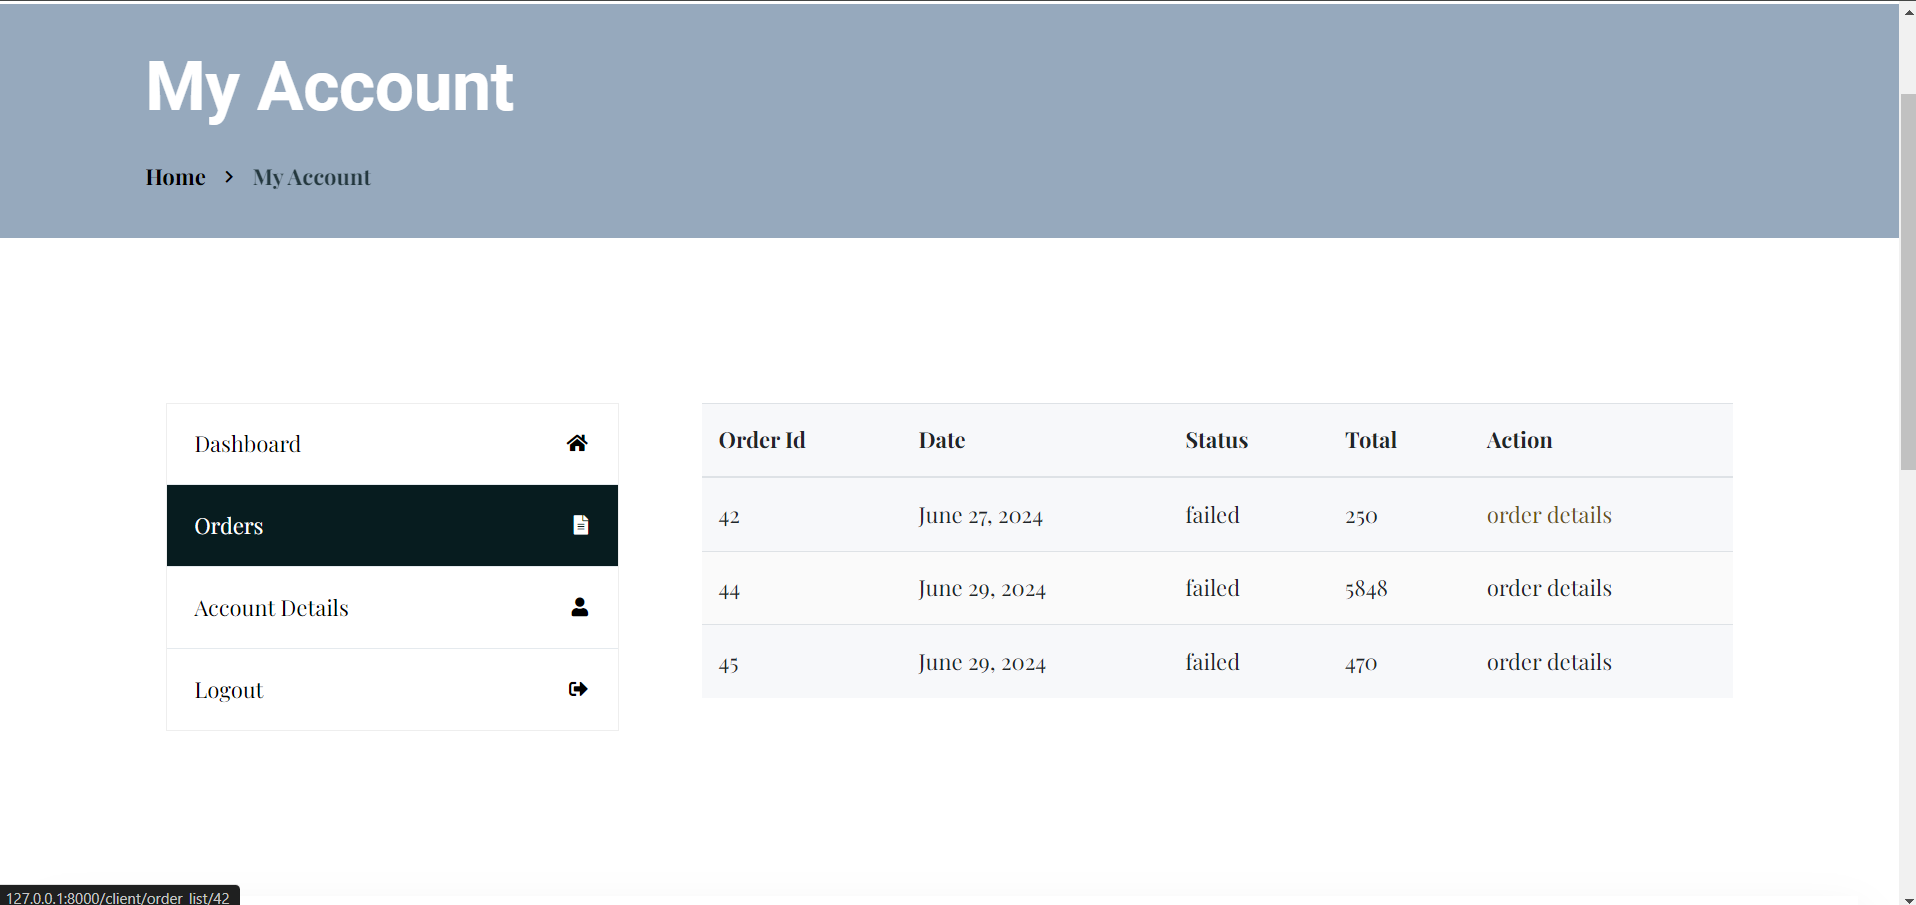 My Account
Home > My Account
Dashboard
Orders
Account Details
Logout
Order Id Date Status Total Action
42 June 27, 2024 failed 250 order details
44 June 29, 2024 failed 5848 order details
45 June 29, 2024 failed 470 order details
127.0.0.1:8000/client/order_list/42